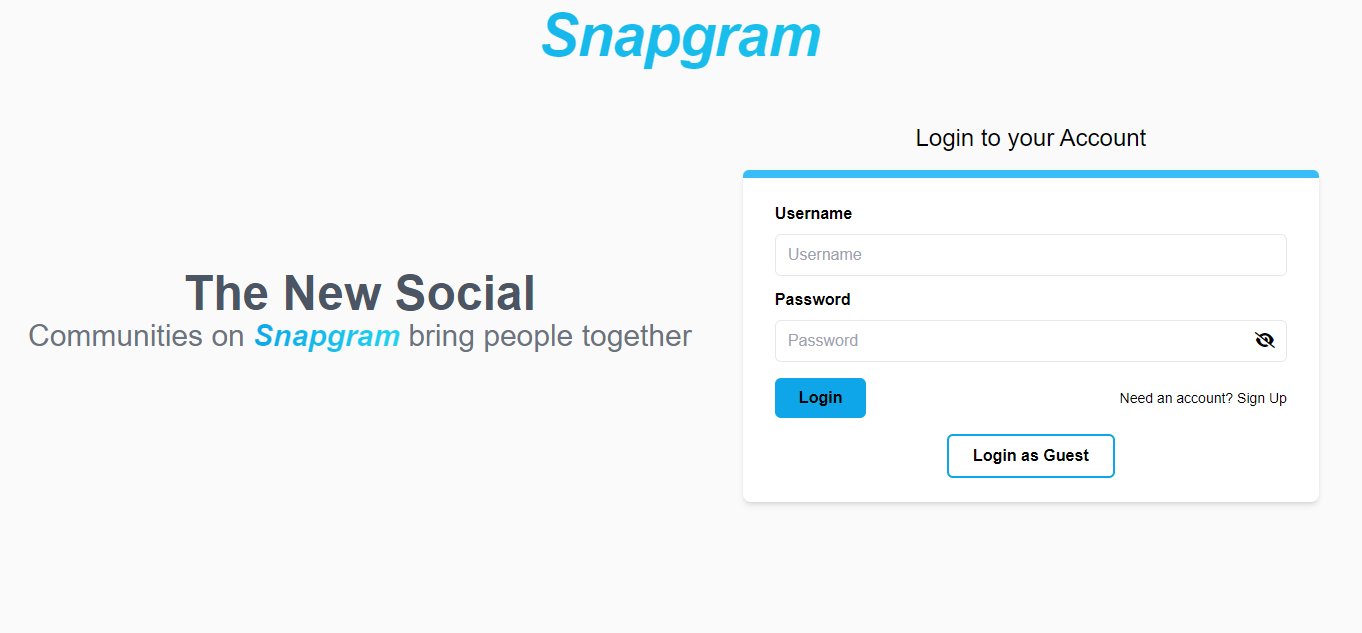 Snapgram
The New Social
Communities on Snapgram bring people together
Login to your Account
Username
Username
Password
Password
Login
Need an account? Sign Up
Login as Guest